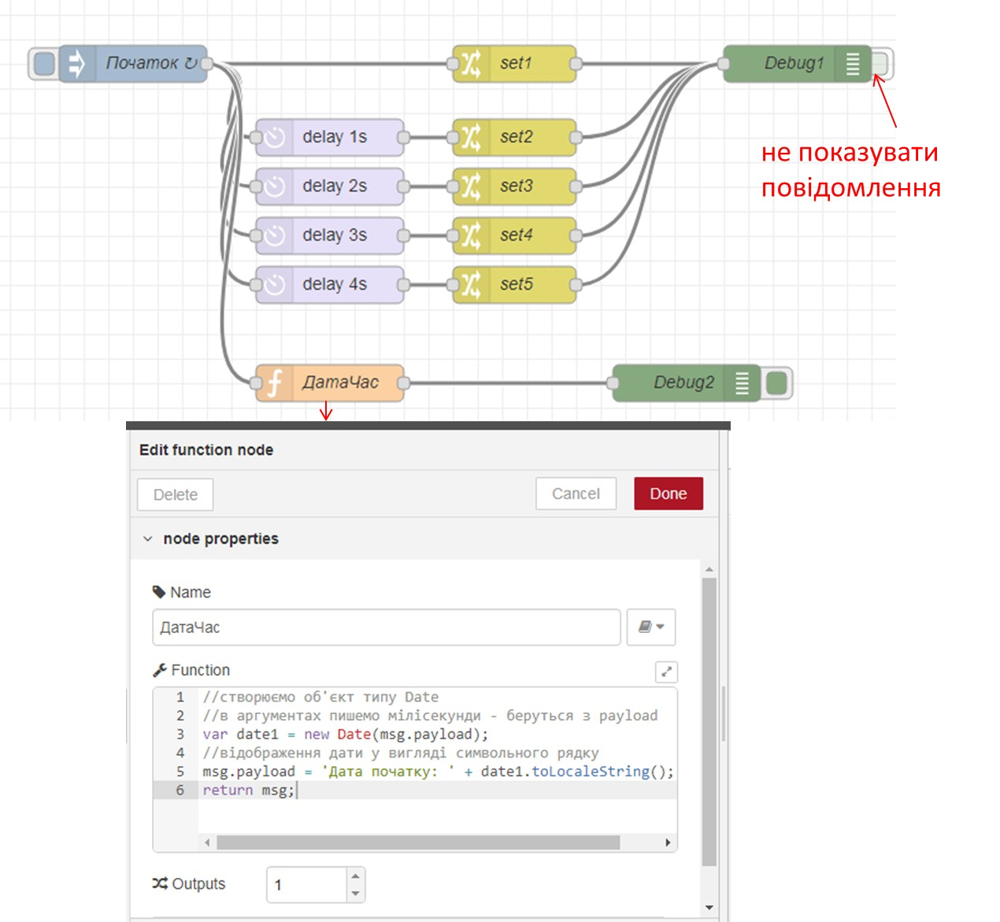 Початок ↻
set1
Debug1
delay 1s
set2
delay 2s
set3
delay 3s
set4
delay 4s
set5
не показувати
повідомлення
ДатаЧас
Debug2
Edit function node
Delete
Cancel
Done
node properties
Name
ДатаЧас
Function
1 //створюємо об'єкт типу Date
2 //в аргументах пишемо мілісекунди - беруться з payload
3 var date1 = new Date(msg.payload);
4 //відображення дати у вигляді символьного рядку
5 msg.payload = 'Дата початку: ' + date1.toLocaleString();
6 return msg;
Outputs
1